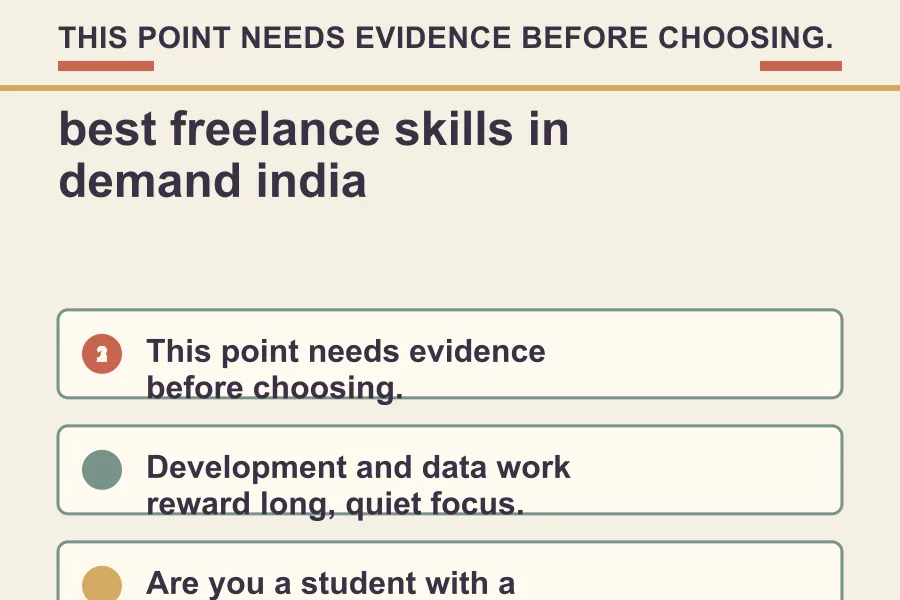 THIS POINT NEEDS EVIDENCE BEFORE CHOOSING.
best freelance skills in
demand india
This point needs evidence
before choosing.
Development and data work
reward long, quiet focus.
Are you a student with a